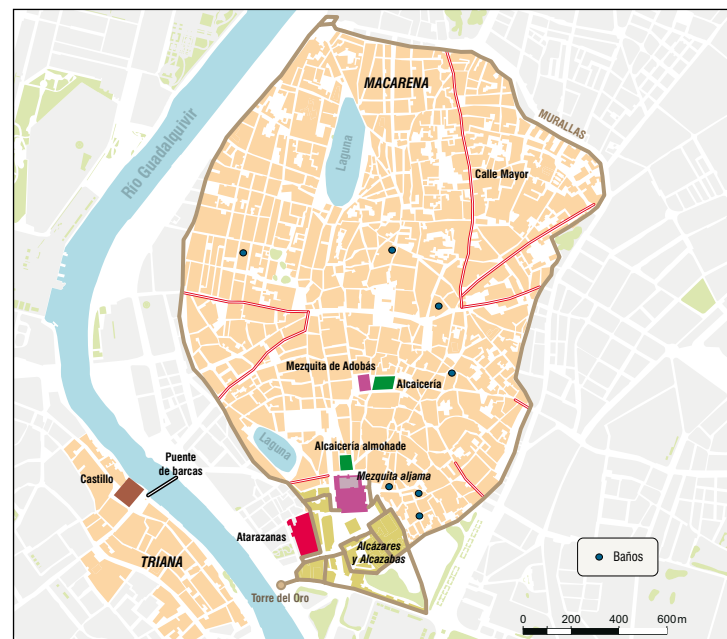 MACARENA
Río Guadalquivir
Laguna
MURALLAS
Calle Mayor
Mezquita de Adobás
Alcaicería
Laguna
Alcaicería almohade
Puente
de barcas
Castillo
Mezquita aljama
Atarazanas
Alcázares
y Alcazabas
TRIANA
Baños
Torre del Oro
0 200 400 600 m